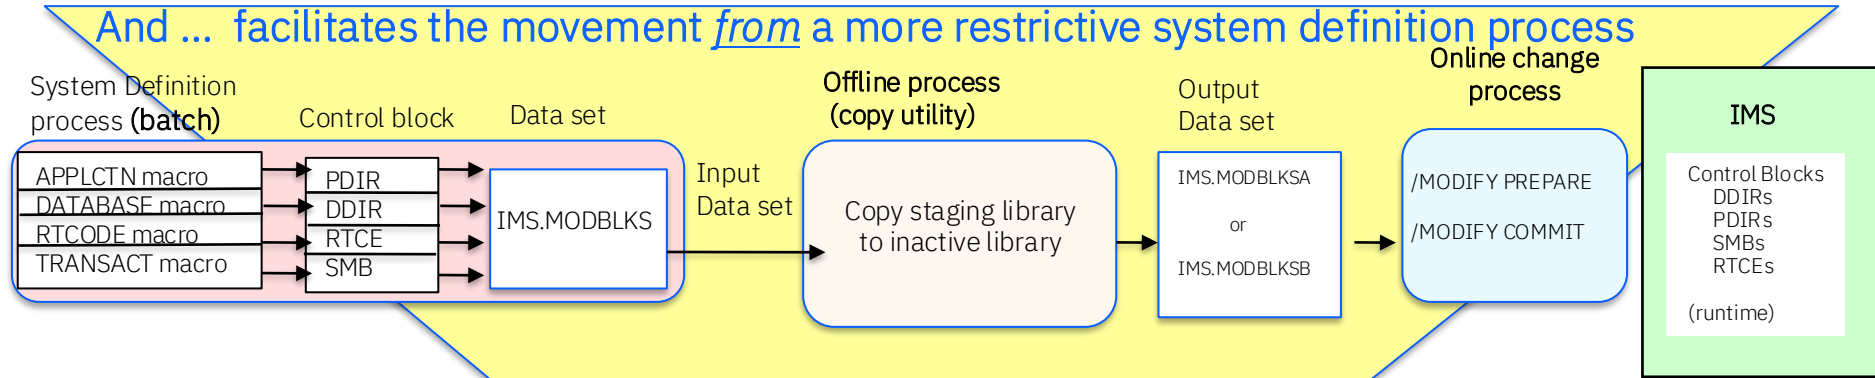 And ... facilitates the movement from a more restrictive system definition process
System Definition
process (batch)
Control block
Data set
Offline process
(copy utility)
Output
Data set
Online change
process
IMS
APPLCTN macro
DATABASE macro
RTCODE macro
TRANSACT macro
PDIR
DDIR
RTCE
SMB
IMS.MODBLKS
Input
Data set
Copy staging library
to inactive library
IMS.MODBLKSA
or
IMS.MODBLKSB
/MODIFY PREPARE
/MODIFY COMMIT
Control Blocks
DDIRs
PDIRs
SMBs
RTCEs
(runtime)